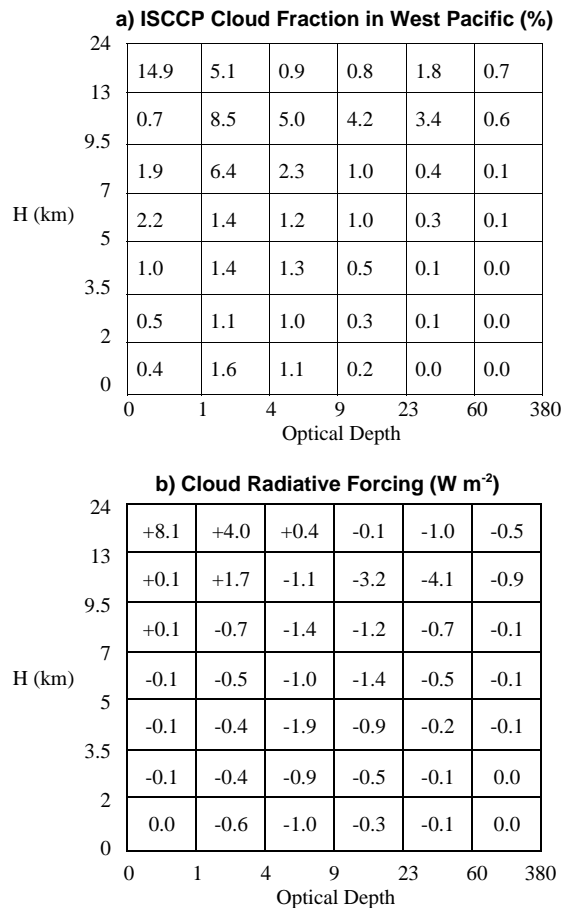 a) ISCCP Cloud Fraction in West Pacific (%)
24
14.9 5.1 0.9 0.8 1.8 0.7
13
0.7 8.5 5.0 4.2 3.4 0.6
9.5
1.9 6.4 2.3 1.0 0.4 0.1
7
H (km)
2.2 1.4 1.2 1.0 0.3 0.1
5
1.0 1.4 1.3 0.5 0.1 0.0
3.5
0.5 1.1 1.0 0.3 0.1 0.0
2
0.4 1.6 1.1 0.2 0.0 0.0
0
0 1 4 9 23 60 380
Optical Depth
b) Cloud Radiative Forcing (W m-2)
24
+8.1 +4.0 +0.4 -0.1 -1.0 -0.5
13
+0.1 +1.7 -1.1 -3.2 -4.1 -0.9
9.5
+0.1 -0.7 -1.4 -1.2 -0.7 -0.1
7
H (km)
-0.1 -0.5 -1.0 -1.4 -0.5 -0.1
5
-0.1 -0.4 -1.9 -0.9 -0.2 -0.1
3.5
-0.1 -0.4 -0.9 -0.5 -0.1 0.0
2
0.0 -0.6 -1.0 -0.3 -0.1 0.0
0
0 1 4 9 23 60 380
Optical Depth